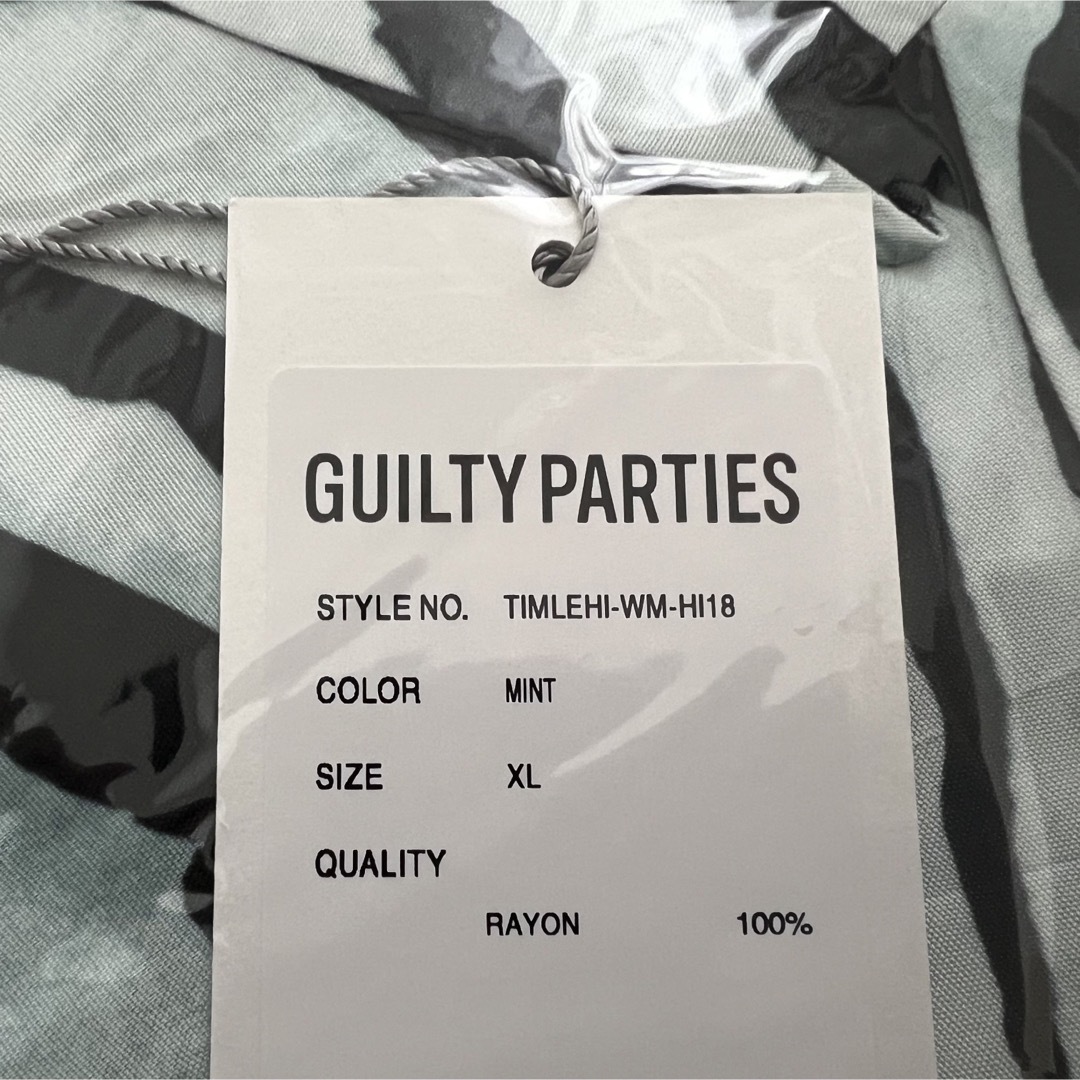 GUILTY PARTIES
STYLE NO. TIMLEHI-WM-HI18
COLOR MINT
SIZE XL
QUALITY
RAYON 100%